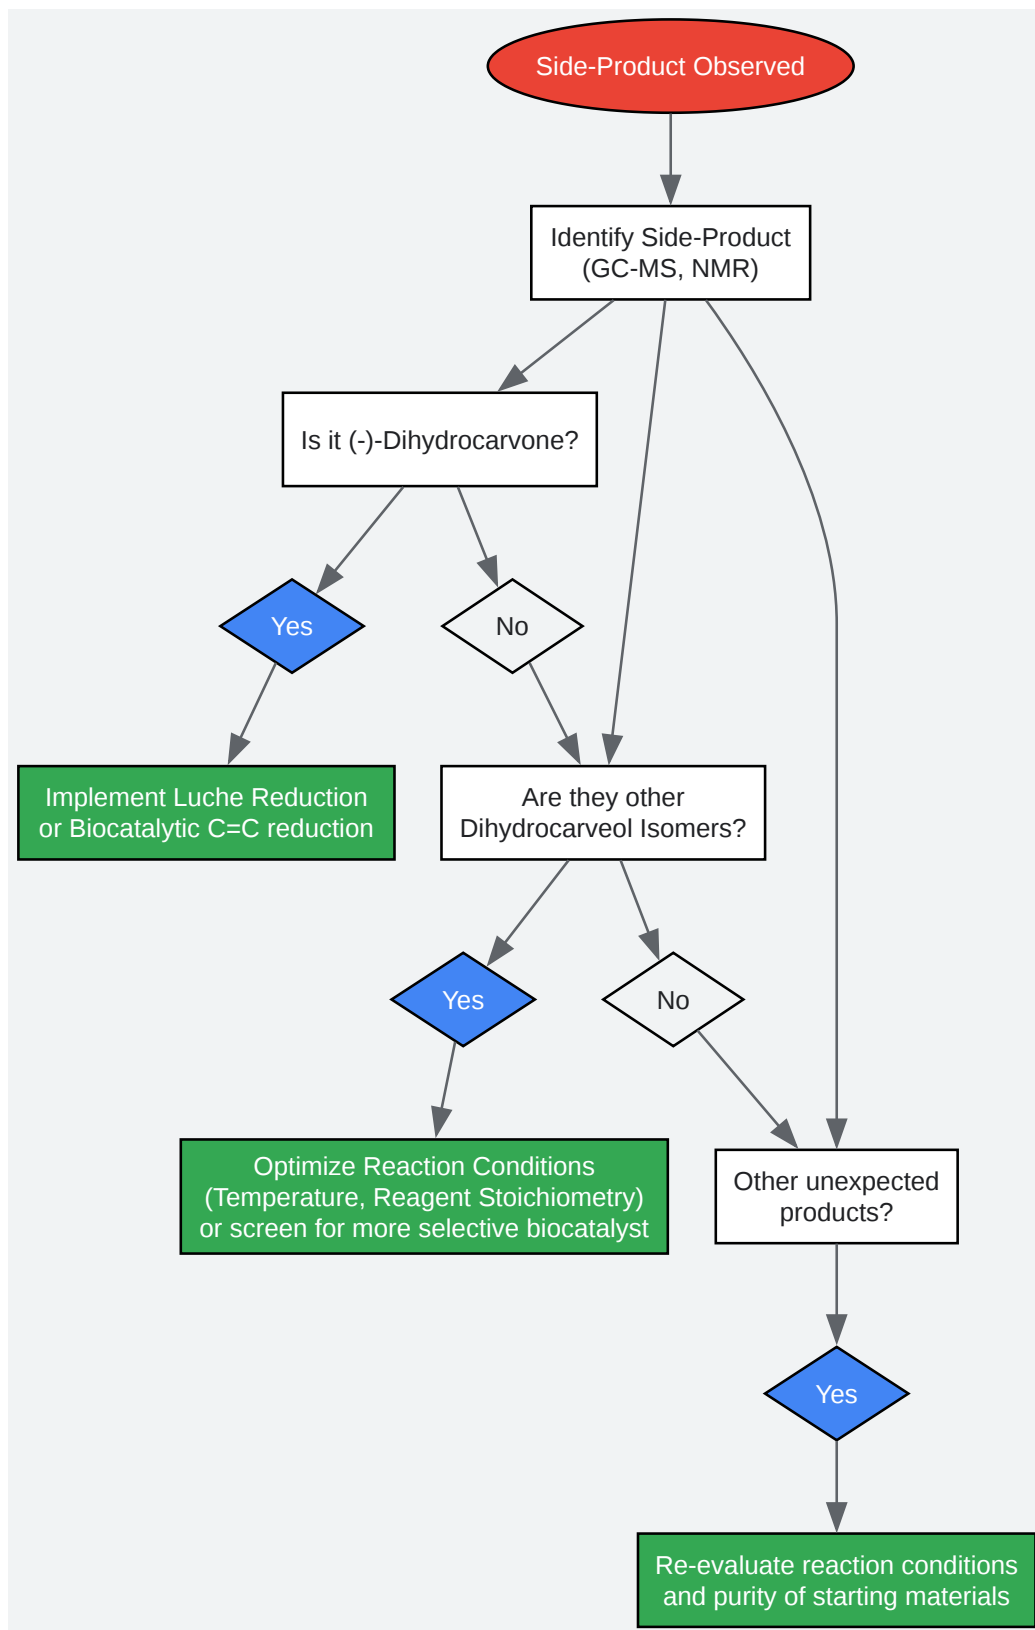 Side-Product Observed
Identify Side-Product
(GC-MS, NMR)
Is it (-)-Dihydrocarvone?
Yes
No
Implement Luche Reduction
or Biocatalytic C=C reduction
Are they other
Dihydrocarveol Isomers?
Yes
No
Optimize Reaction Conditions
(Temperature, Reagent Stoichiometry)
or screen for more selective biocatalyst
Other unexpected
products?
Yes
Re-evaluate reaction conditions
and purity of starting materials